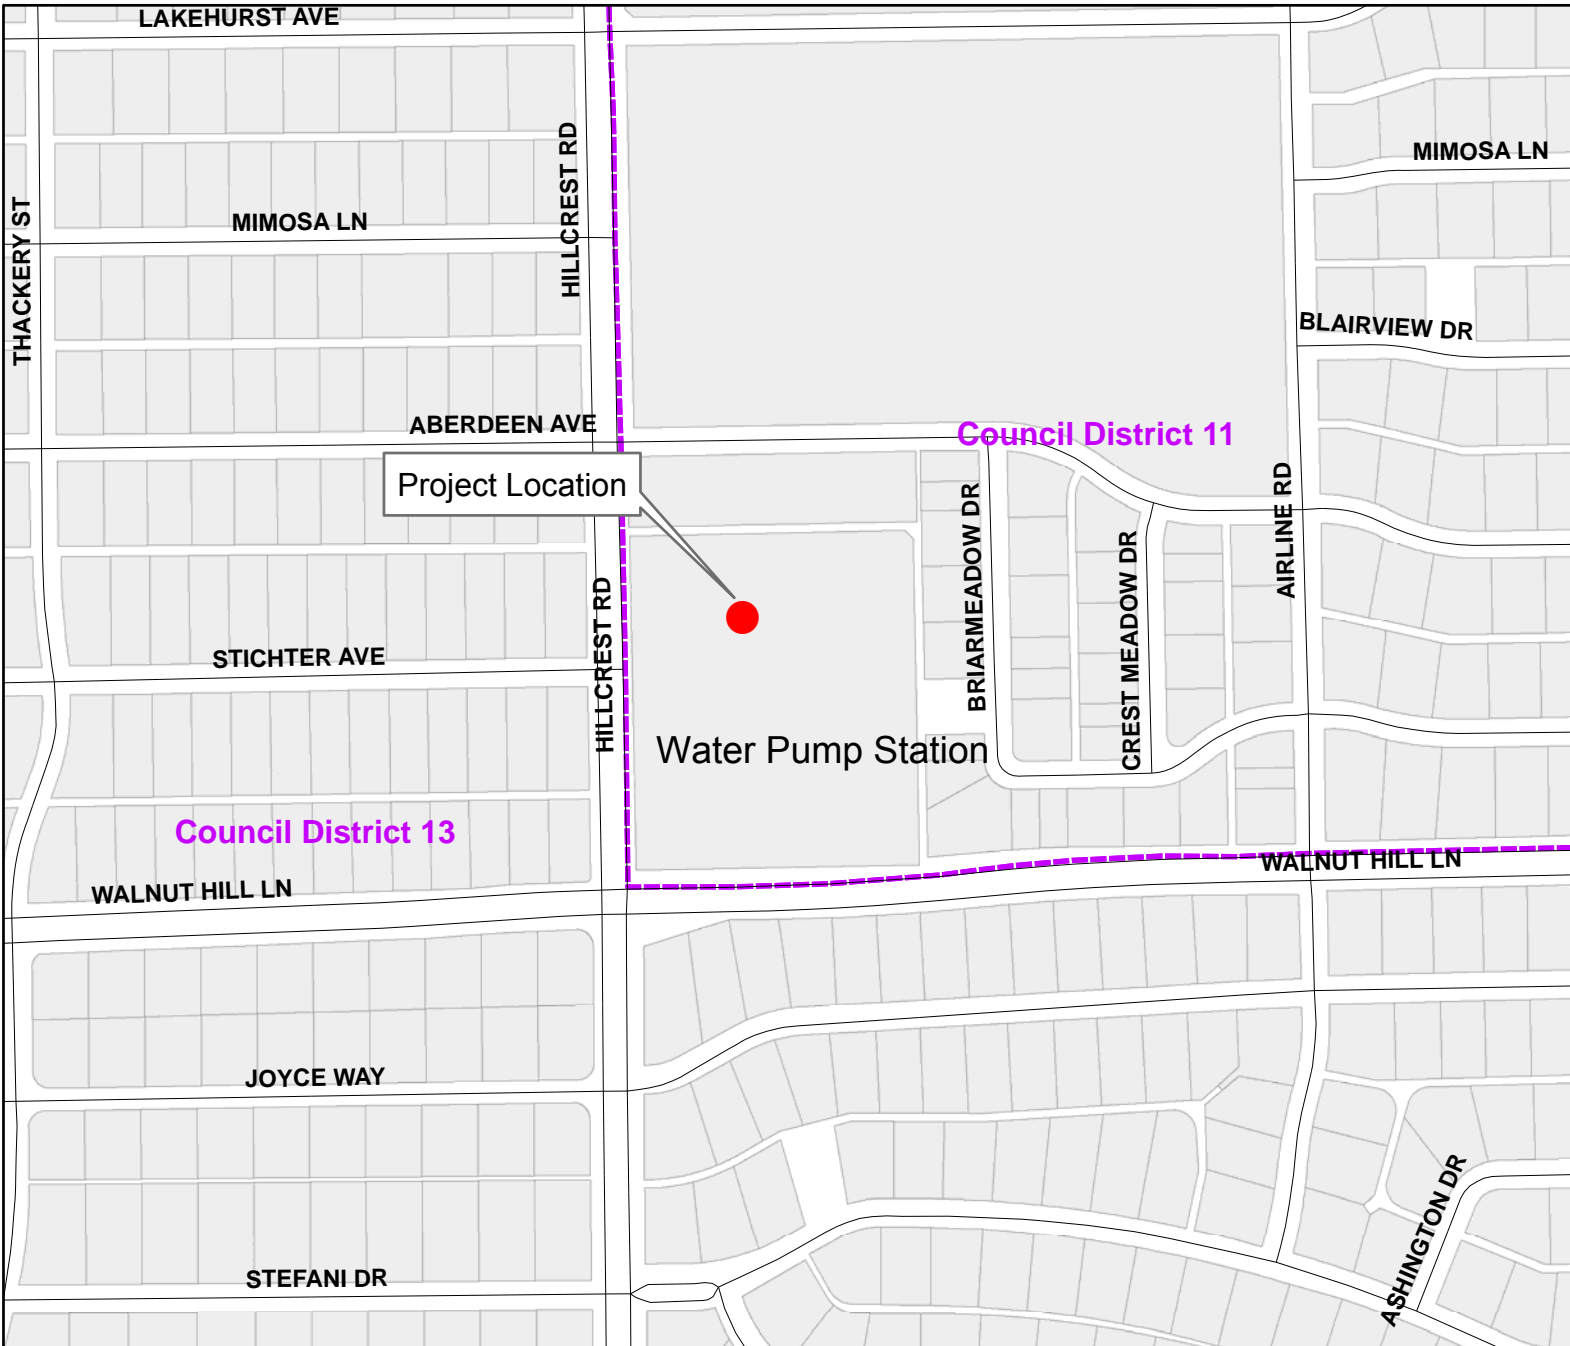 LAKEHURST AVE
HILLCREST RD
MIMOSA LN
THACKERY ST
MIMOSA LN
BLAIRVIEW DR
ABERDEEN AVE
Council District 11
Project Location
BRIARMEADOW DR
CREST MEADOW DR
AIRLINE RD
HILLCREST RD
STICHTER AVE
Water Pump Station
Council District 13
WALNUT HILL LN
WALNUT HILL LN
JOYCE WAY
ASHINGTON DR
STEFANI DR